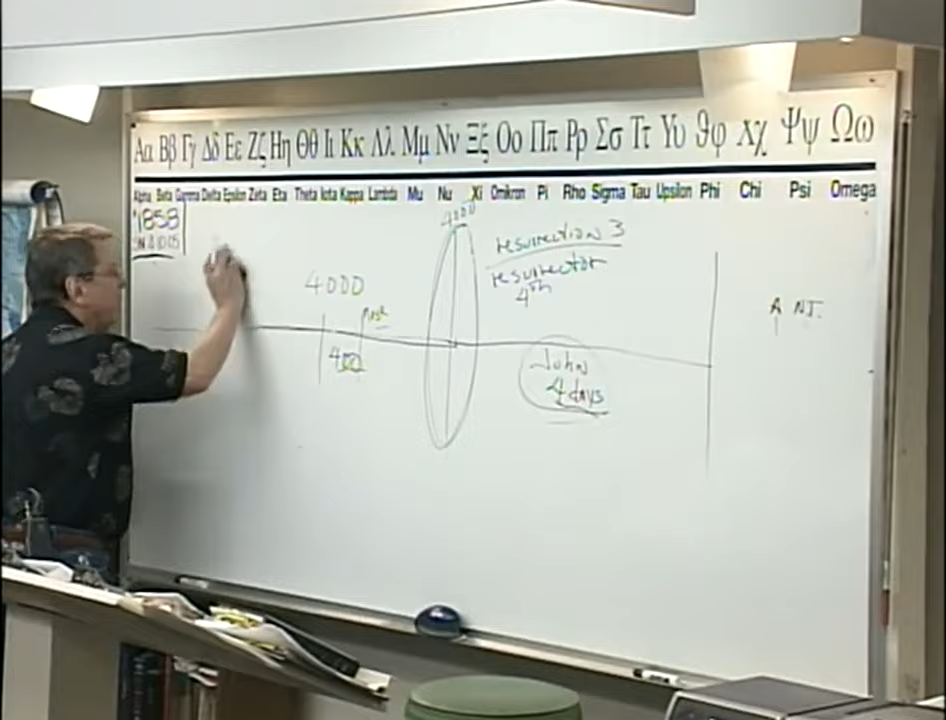 Αα Ββ Γγ Δδ Εε Ζζ Ηη Θθ Ιι Κκ Λλ Μμ Νν Ξξ Οο Ππ Ρρ Σσ Ττ Υυ ϑφ Χχ Ψψ Ωω
Alpha Beta Gamma Delta Epsilon Zeta Eta Theta Iota Kappa Lambda Mu Nu Xi Omikron Pi Rho Sigma Tau Upsilon Phi Chi Psi Omega
1858
4000
resurrection 3
resurrector
4th
4000
A NT.
400
John
4 days